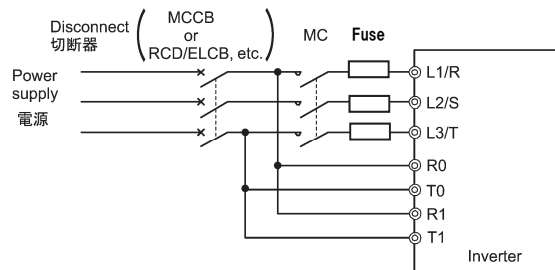 Disconnect
切断器
MCCB
or
RCD/ELCB, etc.
MC
Fuse
Power
supply
電源
L1/R
L2/S
L3/T
R0
T0
R1
T1
Inverter